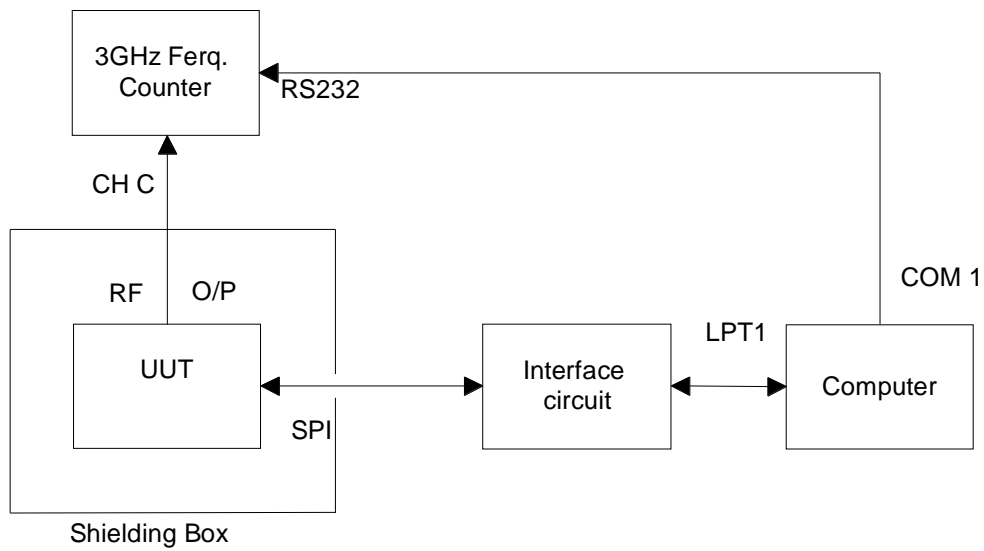 3GHz Ferq.
Counter
RS232
CH C
COM 1
RF O/P
LPT1
UUT
Interface
circuit
Computer
SPI
Shielding Box